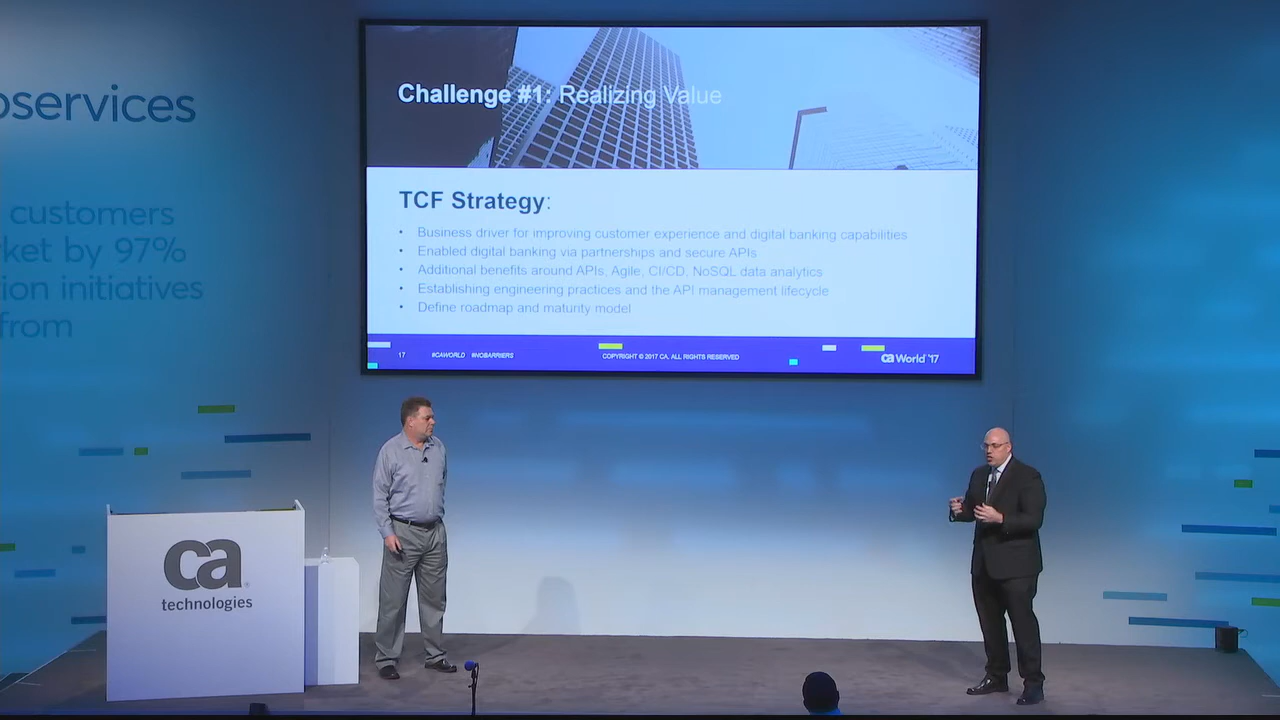 oservices
customers
ket by 97%
ion initiatives
from
Challenge #1: Realizing Value
TCF Strategy:
• Business driver for improving customer experience and digital banking capabilities
• Enabled digital banking via partnerships and secure APIs
• Additional benefits around APIs, Agile, CI/CD, NoSQL data analytics
• Establishing engineering practices and the API management lifecycle
• Define roadmap and maturity model
17 #CAWORLD #NOBARRIERS COPYRIGHT © 2017 CA, ALL RIGHTS RESERVED ca World '17
ca
technologies